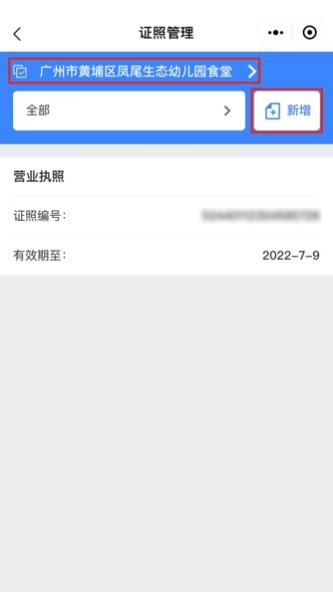 证照管理
广州市黄埔区凤尾生态幼儿园食堂
全部
新增
营业执照
证照编号：
有效期至：
2022-7-9